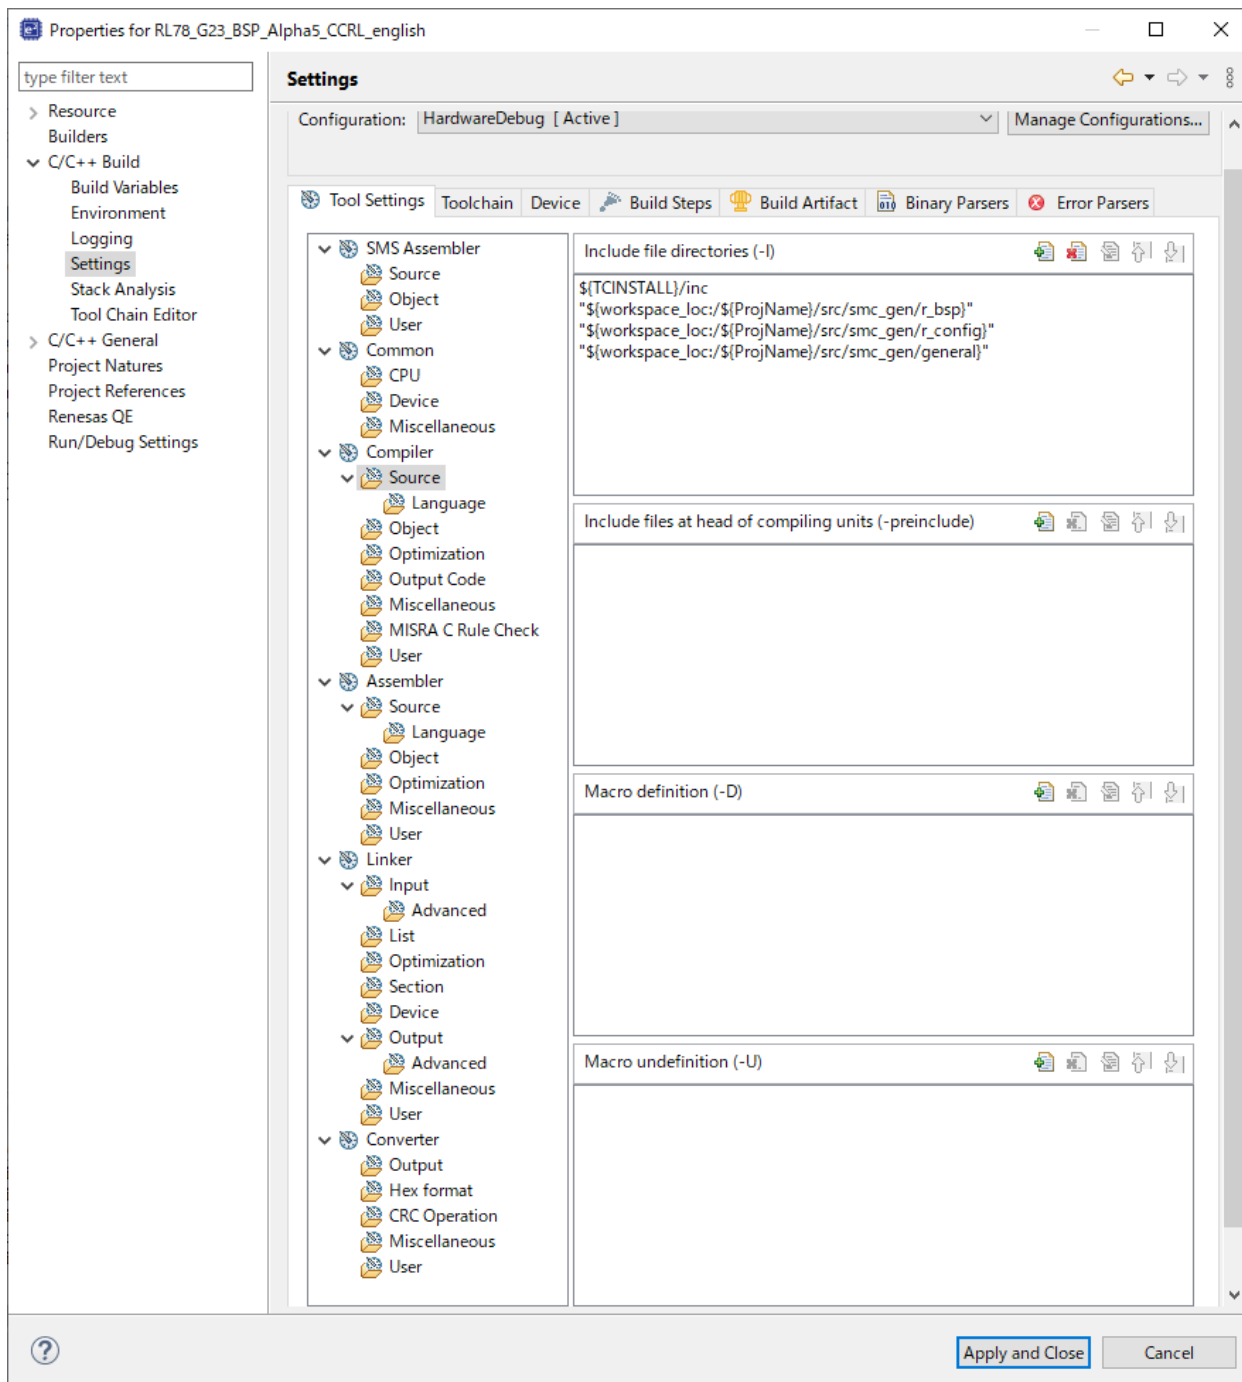 Properties for RL78_G23_BSP_Alpha5_CCRL_english
type filter text
Resource
Builders
C/C++ Build
Build Variables
Environment
Logging
Settings
Stack Analysis
Tool Chain Editor
C/C++ General
Project Natures
Project References
Renesas QE
Run/Debug Settings
Settings
Configuration: HardwareDebug [ Active ] Manage Configurations...
Tool Settings Toolchain Device Build Steps Build Artifact Binary Parsers Error Parsers
SMS Assembler
Source
Object
User
Common
CPU
Device
Miscellaneous
Compiler
Source
Language
Object
Optimization
Output Code
Miscellaneous
MISRA C Rule Check
User
Assembler
Source
Language
Object
Optimization
Miscellaneous
User
Linker
Input
Advanced
List
Optimization
Section
Device
Output
Advanced
Miscellaneous
User
Converter
Output
Hex format
CRC Operation
Miscellaneous
User
Include file directories (-I)
${TCINSTALL}/inc
"${workspace_loc:/${ProjName}/src/smc_gen/r_bsp}"
"${workspace_loc:/${ProjName}/src/smc_gen/r_config}"
"${workspace_loc:/${ProjName}/src/smc_gen/general}"
Include files at head of compiling units (-preinclude)
Macro definition (-D)
Macro undefinition (-U)
Apply and Close Cancel